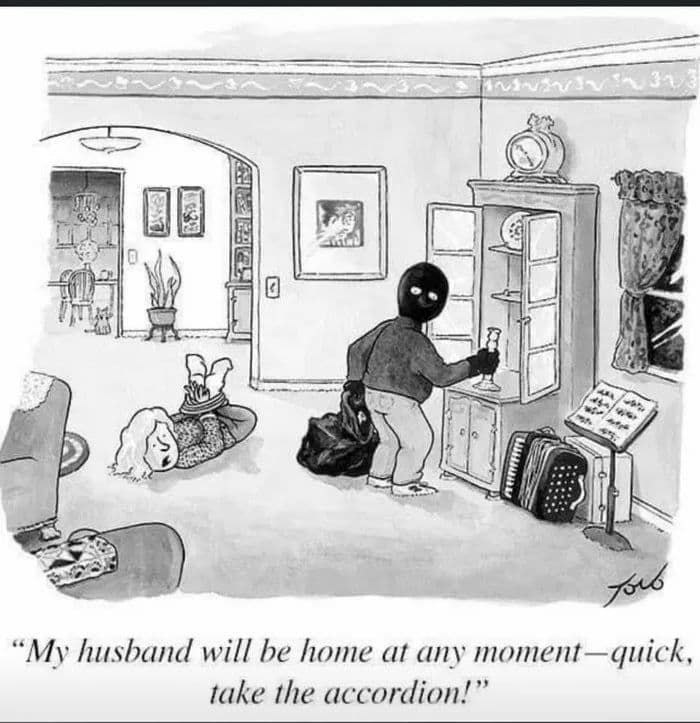 “My husband will be home at any moment—quick,
take the accordion!”